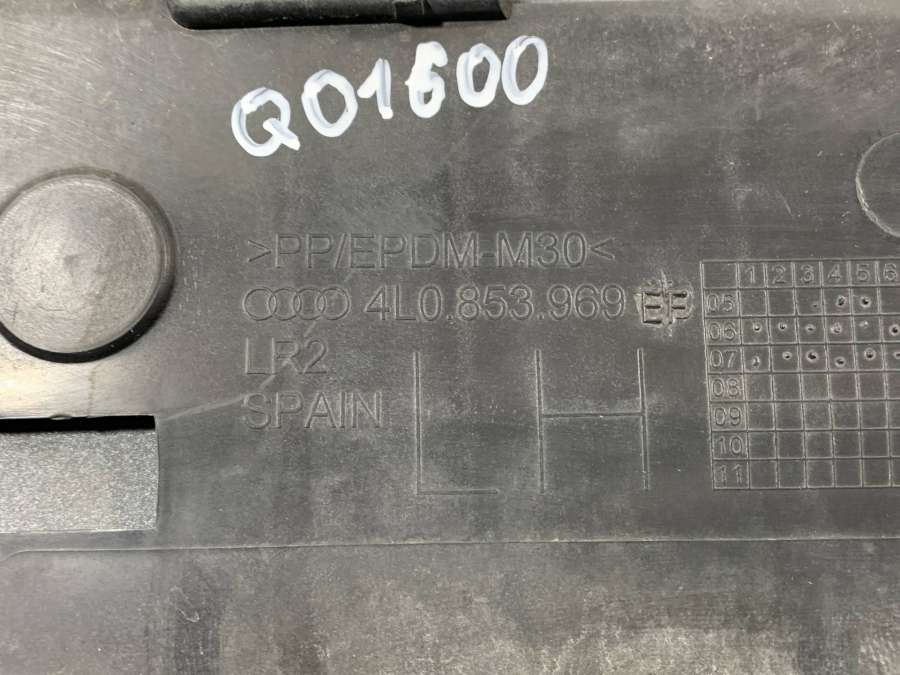 Q01600
>PP/EPDM-M30<
4L0.853.969 EF
LR2
SPAIN
LH
1 2 3 4 5 6
05
06
07
08
09
10
11